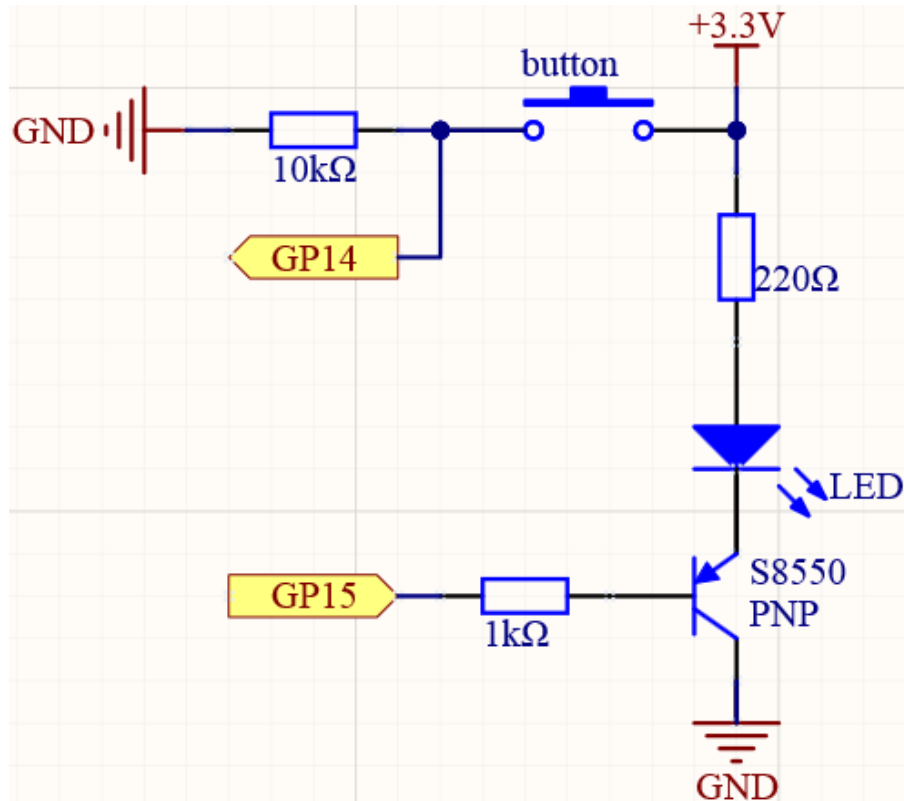 +3.3V
button
GND
10kΩ
GP14
220Ω
LED
GP15
1kΩ
S8550
PNP
GND